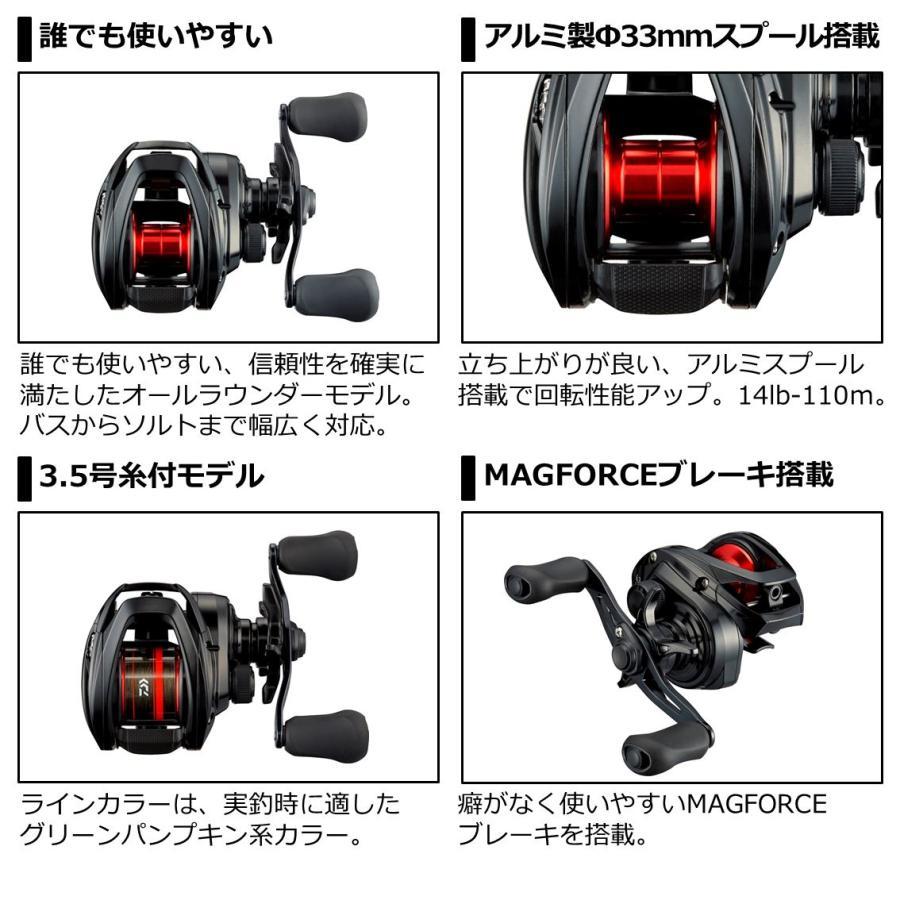 誰でも使いやすい
誰でも使いやすい、信頼性を確実に
満たしたオールラウンダーモデル。
バスからソルトまで幅広く対応。
アルミ製Φ33mmスプール搭載
立ち上がりが良い、アルミスプール
搭載で回転性能アップ。14lb-110m。
3.5号糸付モデル
ラインカラーは、実釣時に適した
グリーンパンプキン系カラー。
MAGFORCEブレーキ搭載
癖がなく使いやすいMAGFORCE
ブレーキを搭載。